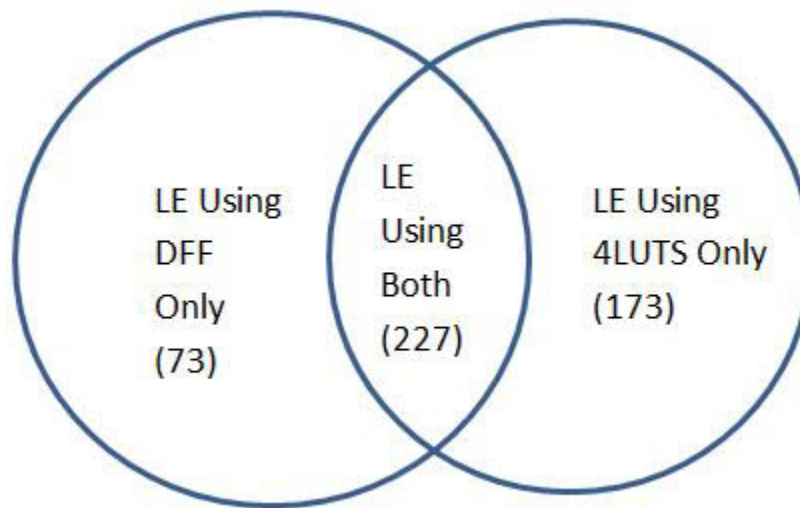 LE Using
DFF
Only
(73)
LE
Using
Both
(227)
LE Using
4LUTS Only
(173)